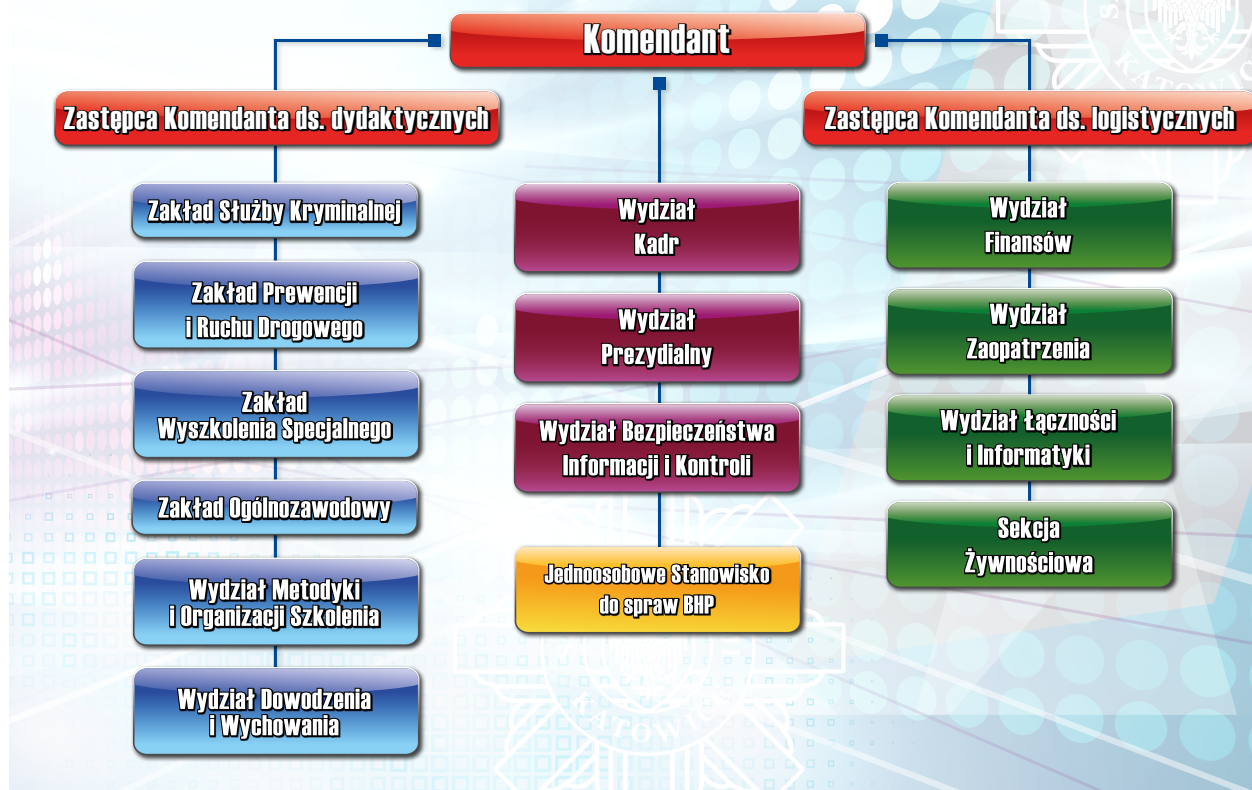 Komendant
Zastępca Komendanta ds. dydaktycznych
Zakład Służby Kryminalnej
Zakład Prewencji
i Ruchu Drogowego
Zakład
Wyszkolenia Specjalnego
Zakład Ogólnozawodowy
Wydział Metodyki
i Organizacji Szkolenia
Wydział Dowodzenia
i Wychowania
Wydział
Kadr
Wydział
Prezydialny
Wydział Bezpieczeństwa
Informacji i Kontroli
Jednoosobowe Stanowisko
do spraw BHP
Zastępca Komendanta ds. logistycznych
Wydział
Finansów
Wydział
Zaopatrzenia
Wydział Łączności
i Informatyki
Sekcja
Żywnościowa